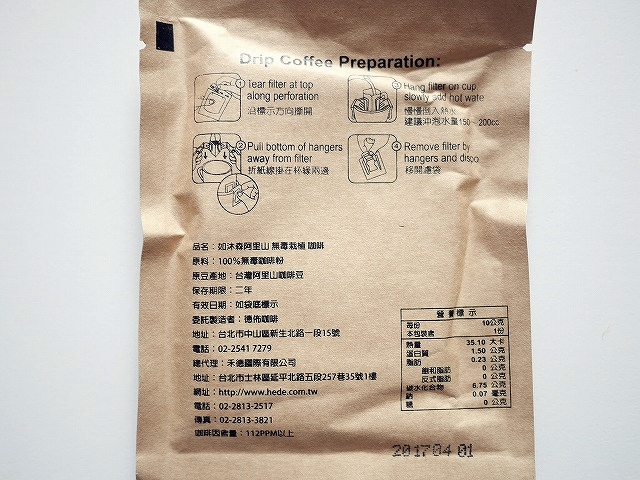 Drip Coffee Preparation:
1 Tear filter at top
along perforation
沿標示方向撕開
2 Pull bottom of hangers
away from filter
折紙線掛在杯緣兩邊
3 Hang filter on cup
slowly add hot wate
慢慢倒入熱水
建議沖泡水量150~200cc
4 Remove filter by
hangers and dispo
移開濾袋
品名：如沐森阿里山 無毒栽植 咖啡
原料：100%無毒咖啡粉
原豆產地：台灣阿里山咖啡豆
保存期限：二年
有效日期：如袋底標示
委託製造者：德佈咖啡
地址：台北市中山區新生北路一段15號
電話：02-2541 7279
總代理：禾德國際有限公司
地址：台北市士林區延平北路五段257巷35號1樓
網址：http://www.hede.com.tw
電話：02-2813-2517
傳真：02-2813-3821
咖啡因含量：112PPM以上
營養標示
每份 10公克
本包裝含 1份
熱量 35.10 大卡
蛋白質 1.50 公克
脂肪 0.23 公克
飽和脂肪 0 公克
反式脂肪 0 公克
碳水化合物 6.75 公克
鈉 0.07 毫克
糖 0 公克
2017 04 01